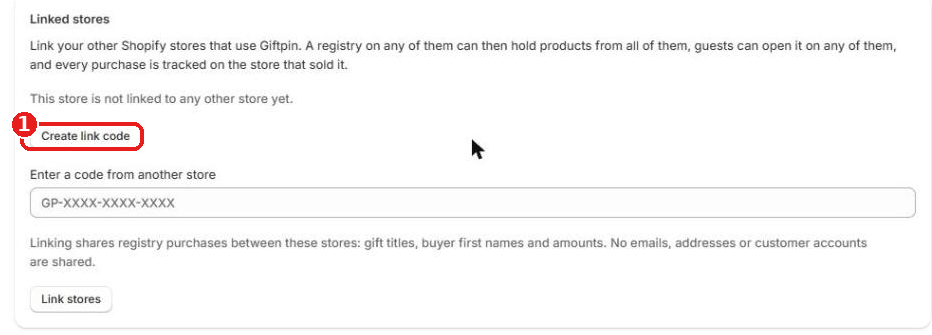 Linked stores
Link your other Shopify stores that use Giftpin. A registry on any of them can then hold products from all of them, guests can open it on any of them,
and every purchase is tracked on the store that sold it.
This store is not linked to any other store yet.
1
Create link code
Enter a code from another store
GP-XXXX-XXXX-XXXX
Linking shares registry purchases between these stores: gift titles, buyer first names and amounts. No emails, addresses or customer accounts
are shared.
Link stores